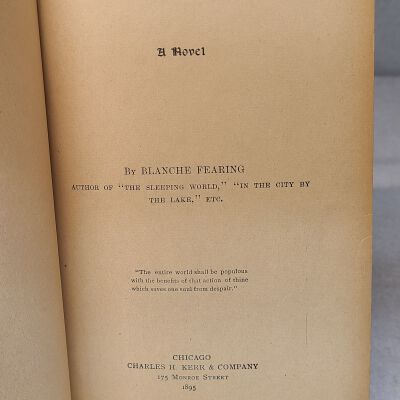 A Novel
By BLANCHE FEARING
AUTHOR OF "THE SLEEPING WORLD," "IN THE CITY BY
THE LAKE," ETC.
"The entire world shall be populous
with the benefits of that action of thine
which saves one soul from despair."
CHICAGO
CHARLES H. KERR & COMPANY
175 MONROE STREET
1895